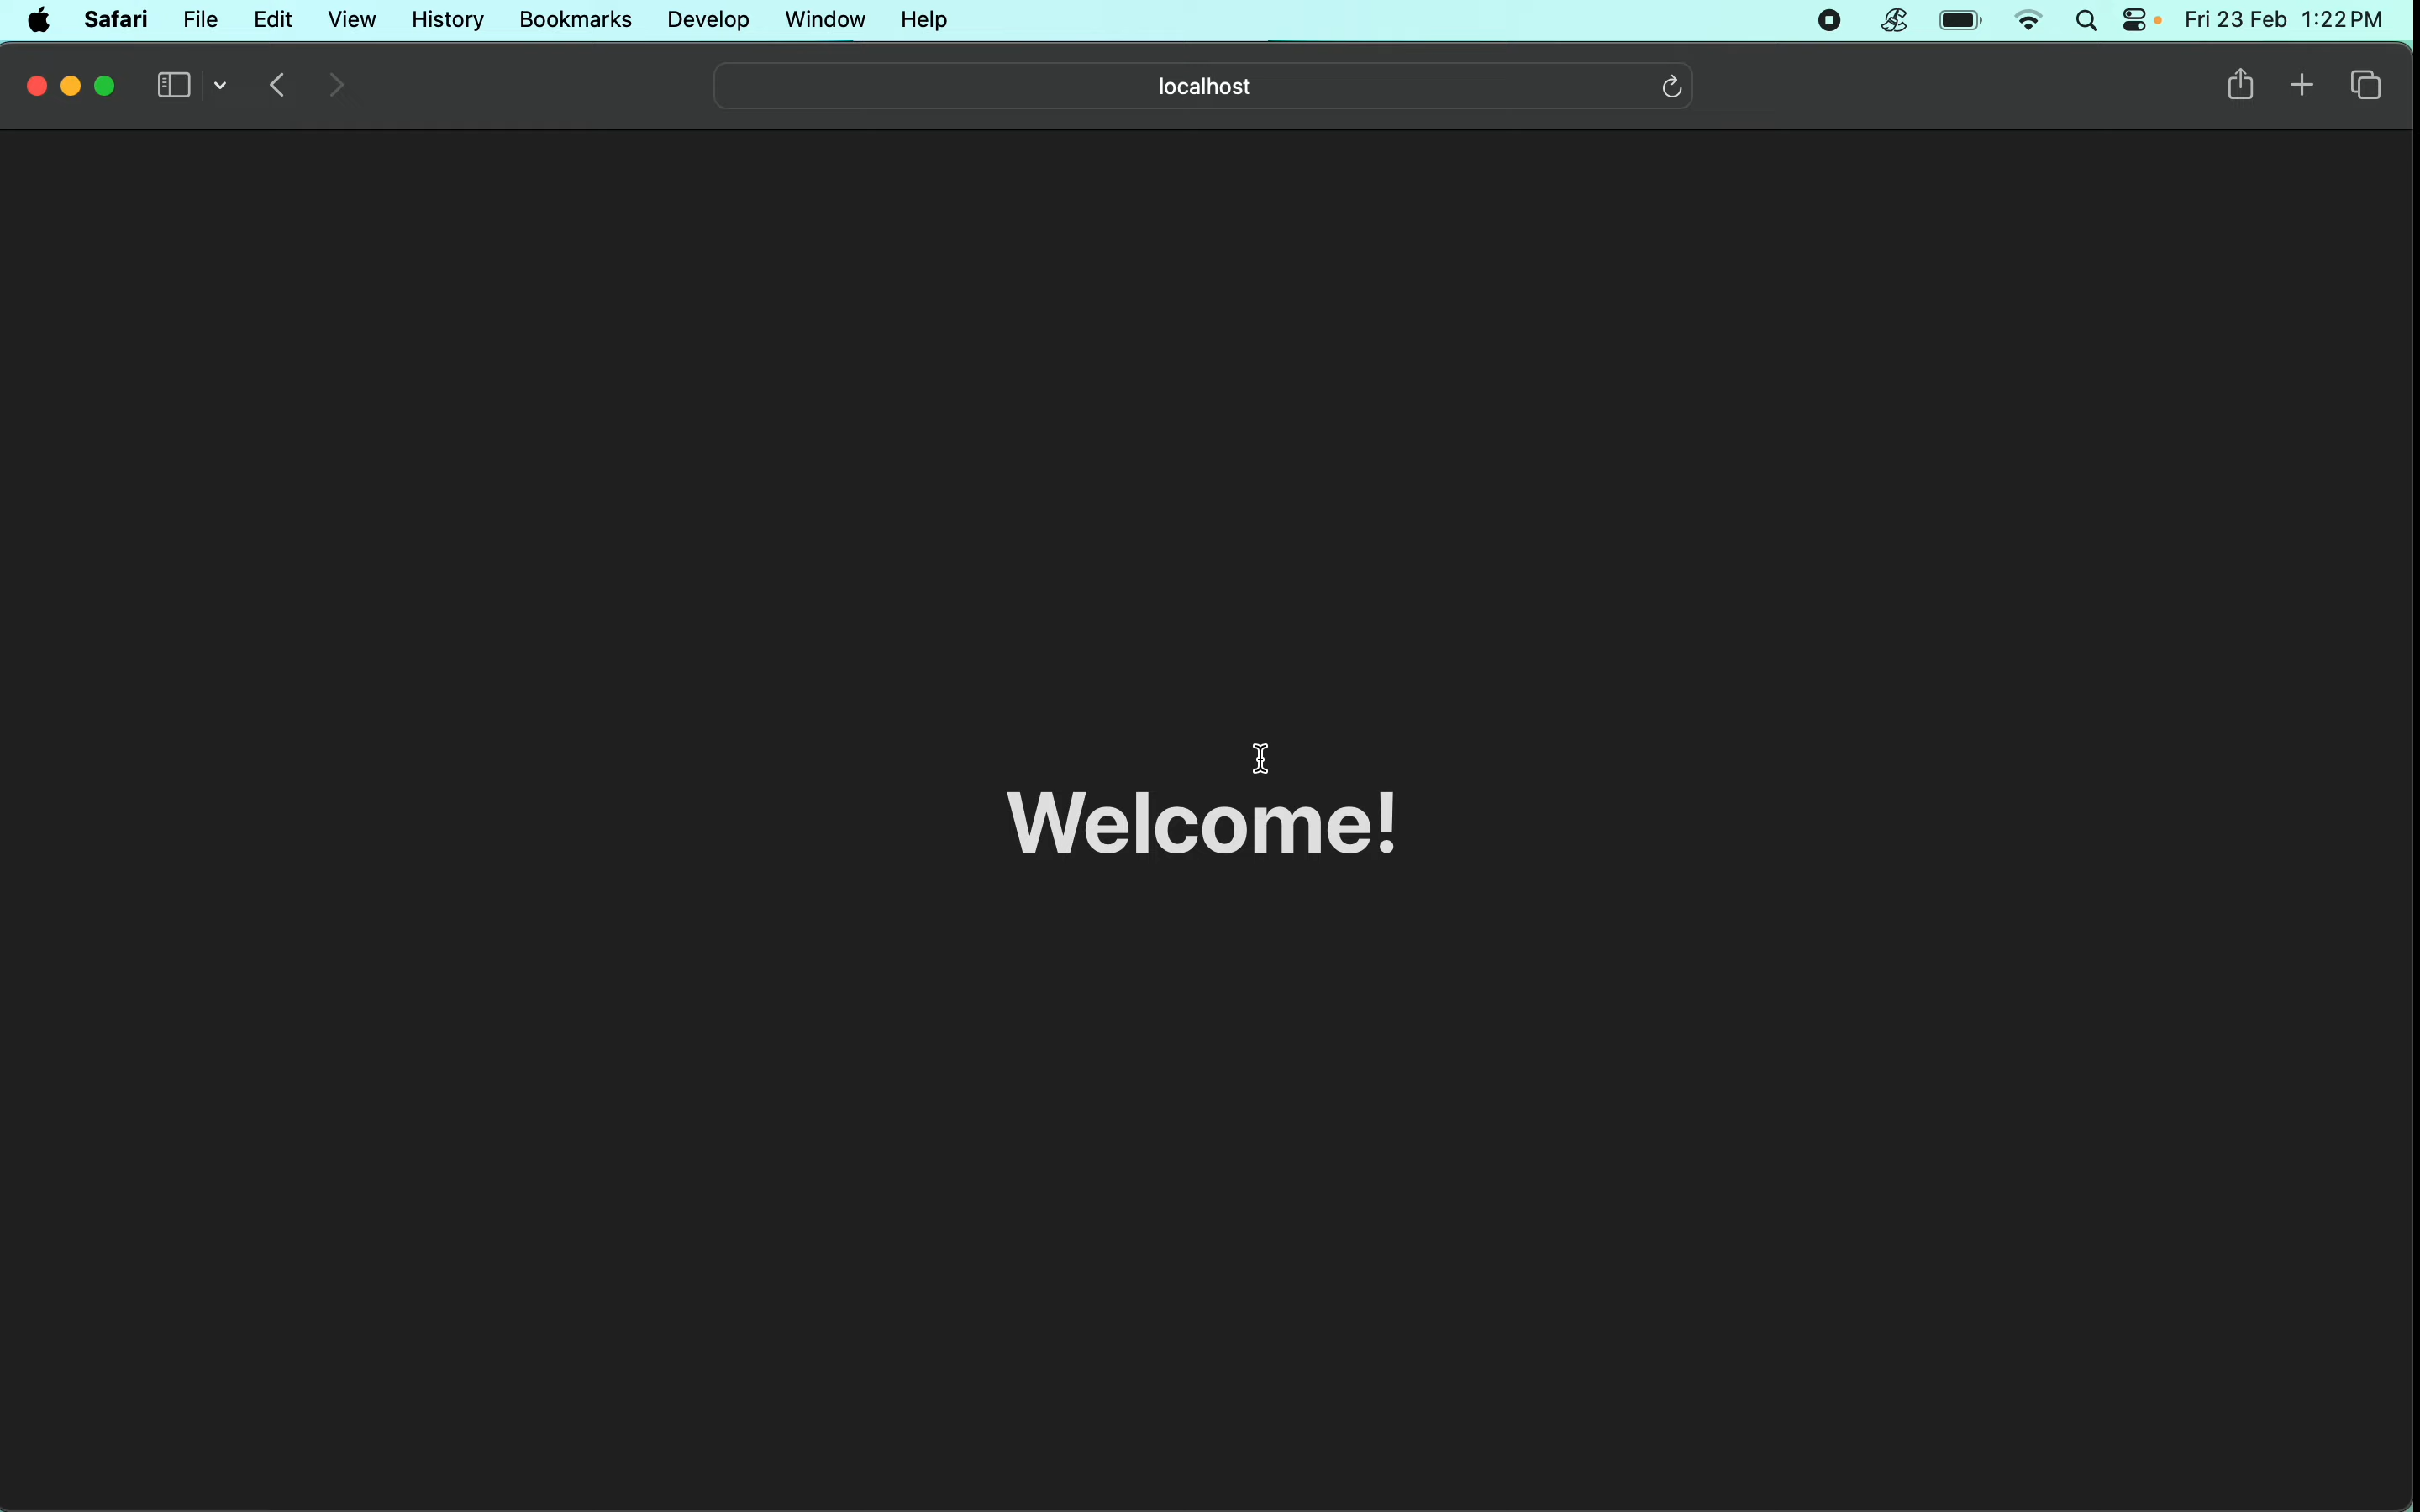 Safari File Edit View History Bookmarks Develop Window Help Fri 23 Feb 1:22 PM
localhost
Welcome!